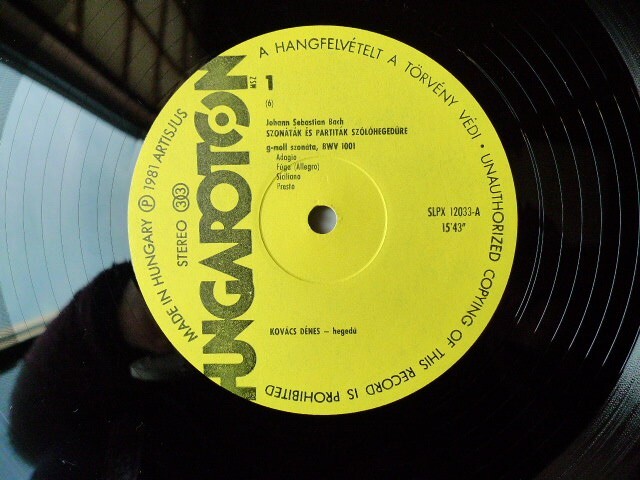 A HANGFELVÉTELT A TÖRVÉNY VÉDI · UNAUTHORIZED COPYING OF THIS RECORD IS PROHIBITED
MADE IN HUNGARY Ⓟ 1981 ARTISJUS
STEREO 33
HUNGAROTON
MSZ
1
(6)
Johann Sebastian Bach
SZONÁTÁK ÉS PARTITÁK SZÓLÓHEGEDŰRE
g-moll szonáta, BWV 1001
Adagio
Fúga (Allegro)
Siciliana
Presto
SLPX 12033-A
15'43"
KOVÁCS DÉNES – hegedű